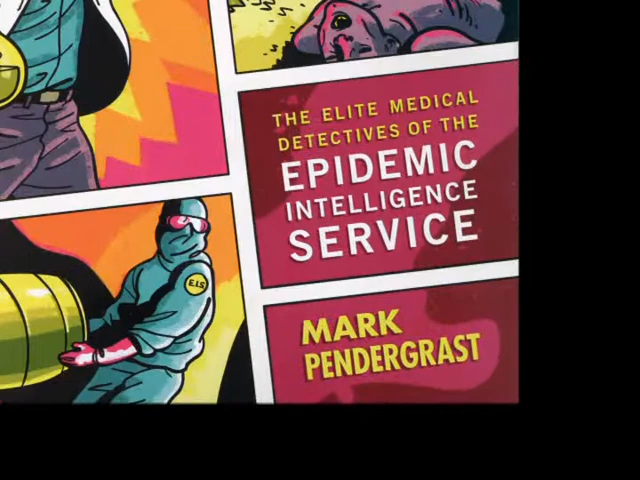 THE ELITE MEDICAL
DETECTIVES OF THE
EPIDEMIC
INTELLIGENCE
SERVICE
E.I.S.
MARK
PENDERGRAST